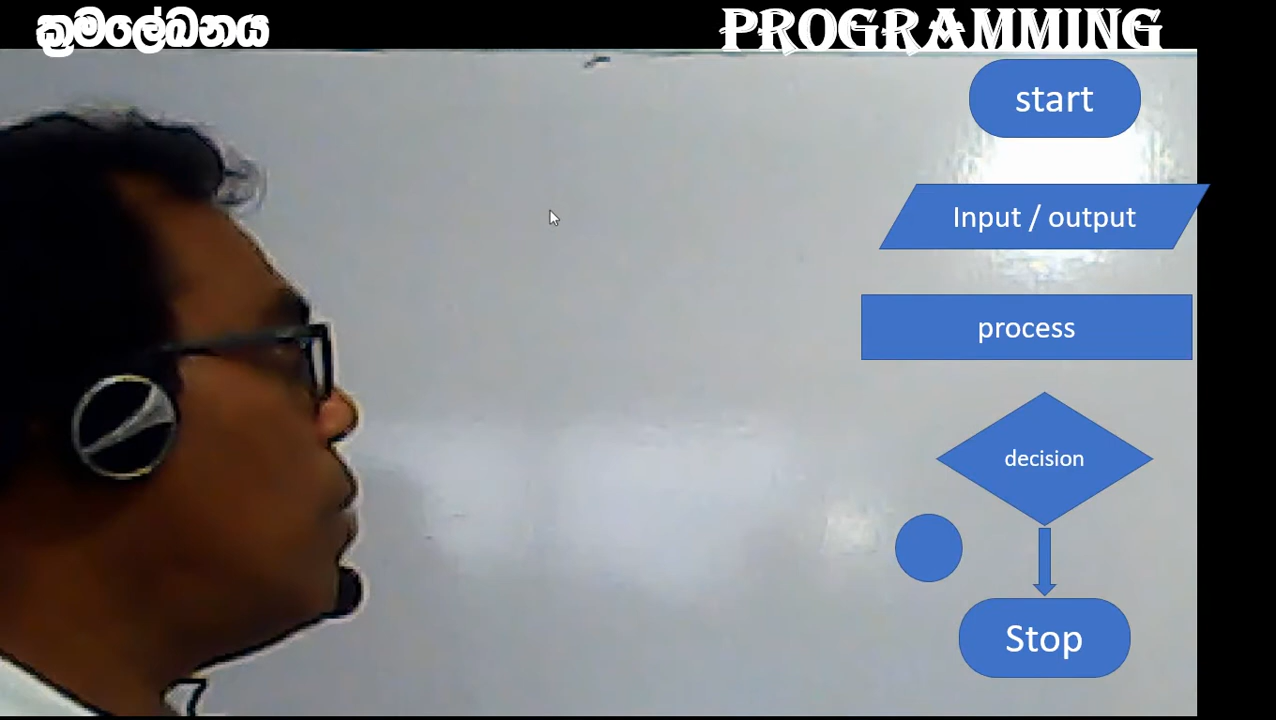 ක්‍රමලේඛනය
PROGRAMMING
start
Input / output
process
decision
Stop